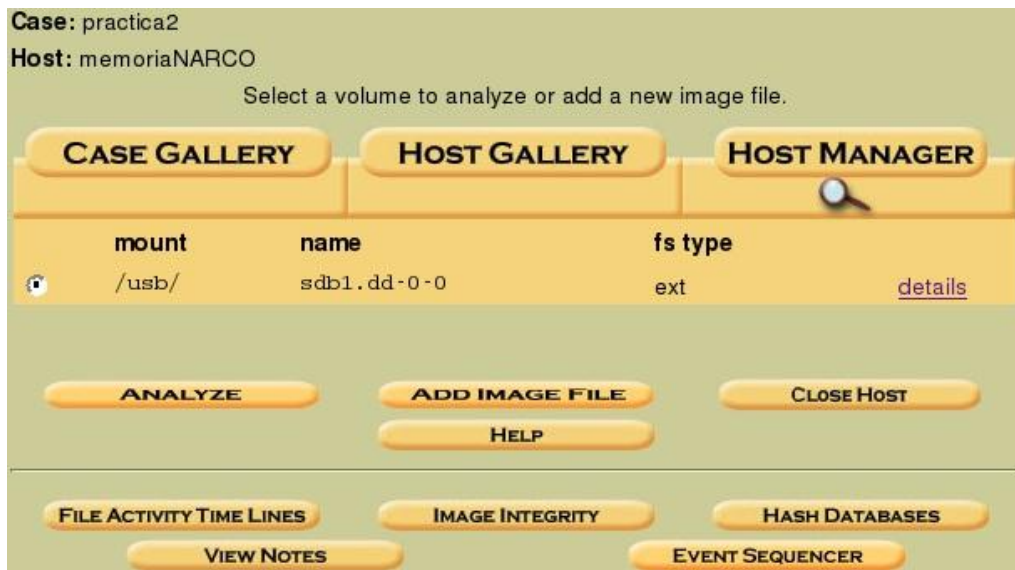 Case: practica2
Host: memoriaNARCO
Select a volume to analyze or add a new image file.
CASE GALLERY HOST GALLERY HOST MANAGER
mount name fs type
/usb/ sdb1.dd-0-0 ext details
ANALYZE ADD IMAGE FILE CLOSE HOST
HELP
FILE ACTIVITY TIME LINES IMAGE INTEGRITY HASH DATABASES
VIEW NOTES EVENT SEQUENCER